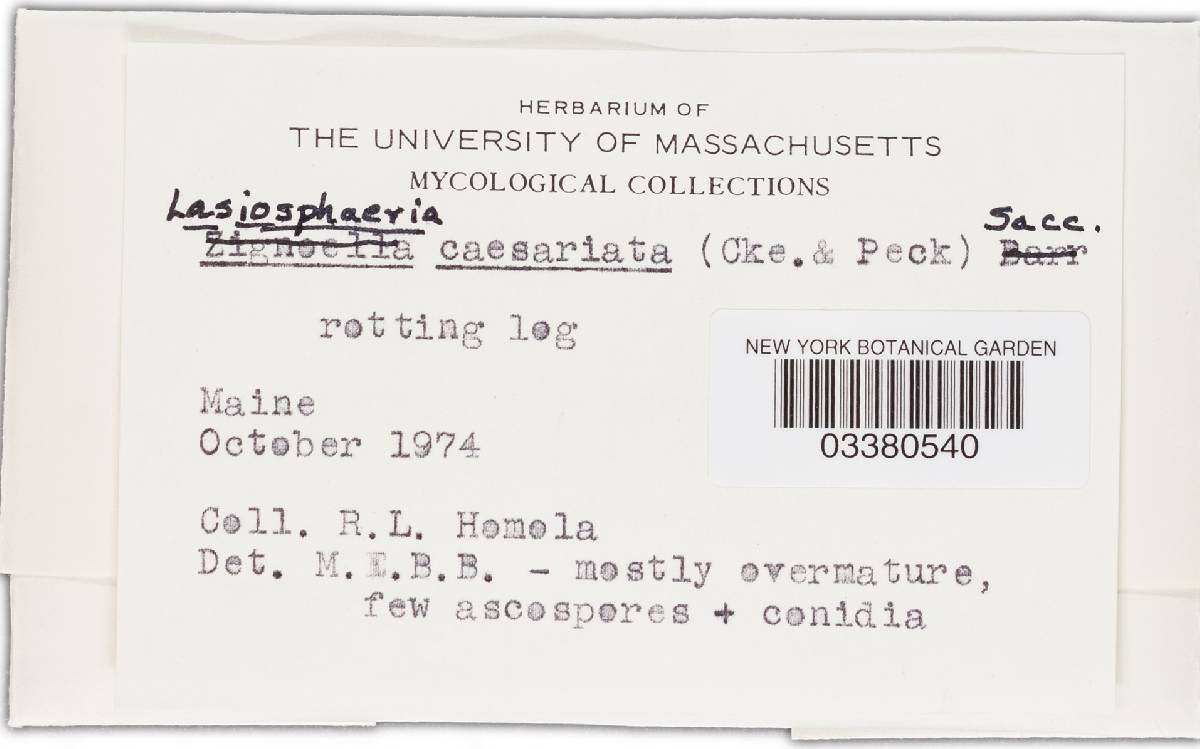 HERBARIUM OF
THE UNIVERSITY OF MASSACHUSETTS
MYCOLOGICAL COLLECTIONS
Lasiosphaeria Sacc.
Zignoella caesariata (Cke.& Peck) Barr
rotting log
NEW YORK BOTANICAL GARDEN
03380540
Maine
October 1974
Coll. R.L. Homola
Det. M.E.B.B. - mostly overmature,
few ascospores + conidia